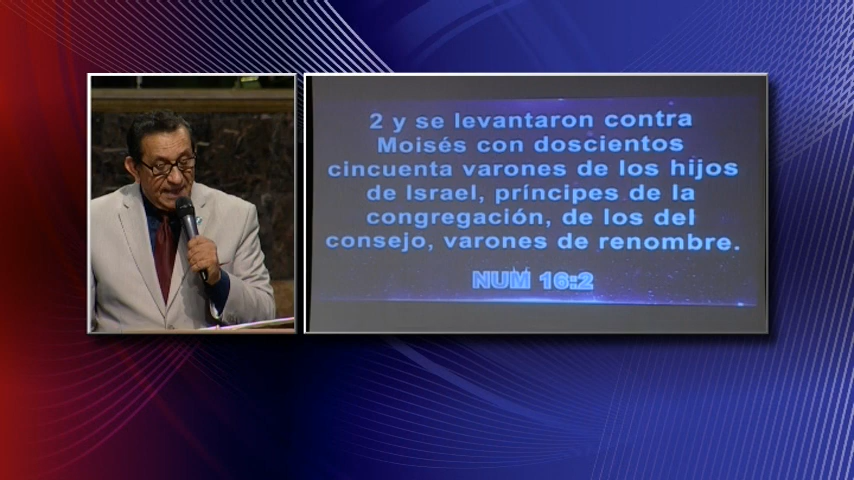 2 y se levantaron contra
Moisés con doscientos
cincuenta varones de los hijos
de Israel, príncipes de la
congregación, de los del
consejo, varones de renombre.
NUM 16:2